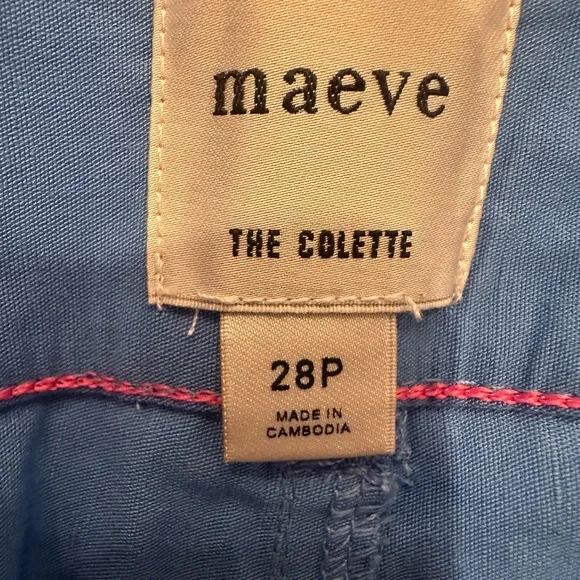 maeve
THE COLETTE
28P
MADE IN
CAMBODIA